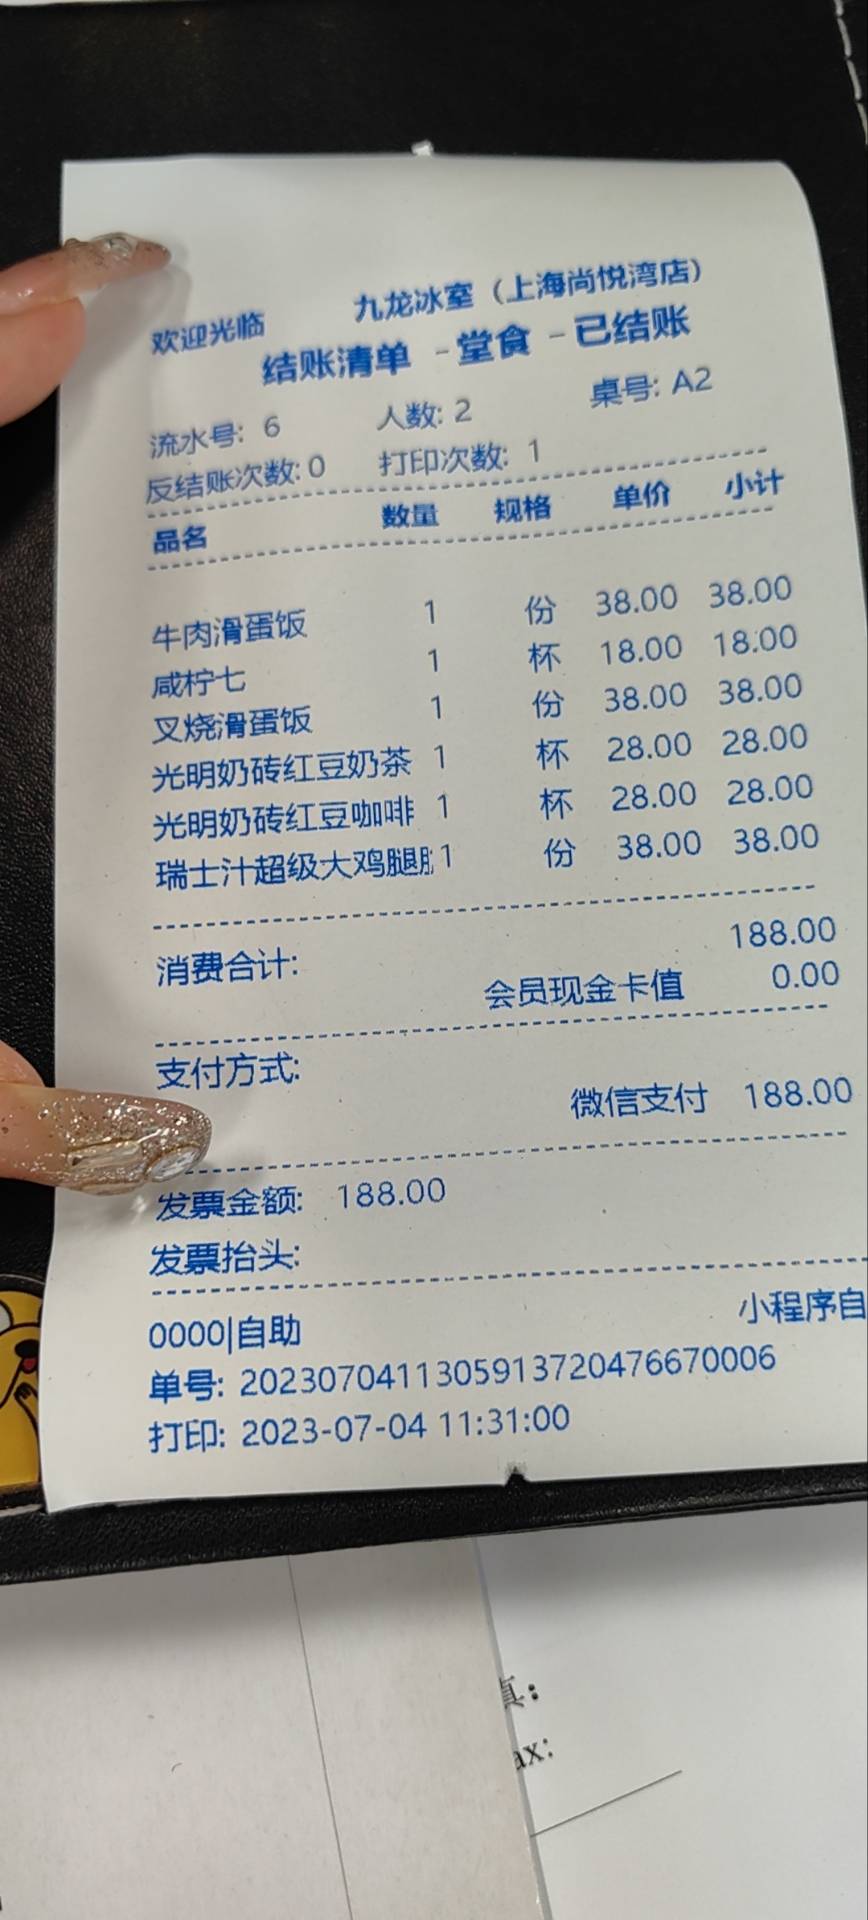 欢迎光临 九龙冰室（上海尚悦湾店）
结账清单 -堂食 -已结账
流水号: 6 人数: 2 桌号: A2
反结账次数: 0 打印次数: 1
品名 数量 规格 单价 小计
牛肉滑蛋饭 1 份 38.00 38.00
咸柠七 1 杯 18.00 18.00
叉烧滑蛋饭 1 份 38.00 38.00
光明奶砖红豆奶茶 1 杯 28.00 28.00
光明奶砖红豆咖啡 1 杯 28.00 28.00
瑞士汁超级大鸡腿 1 份 38.00 38.00
消费合计: 188.00
会员现金卡值 0.00
支付方式:
微信支付 188.00
发票金额: 188.00
发票抬头:
0000|自助 小程序自
单号: 2023070411305913720476670006
打印: 2023-07-04 11:31:00
真:
ax: